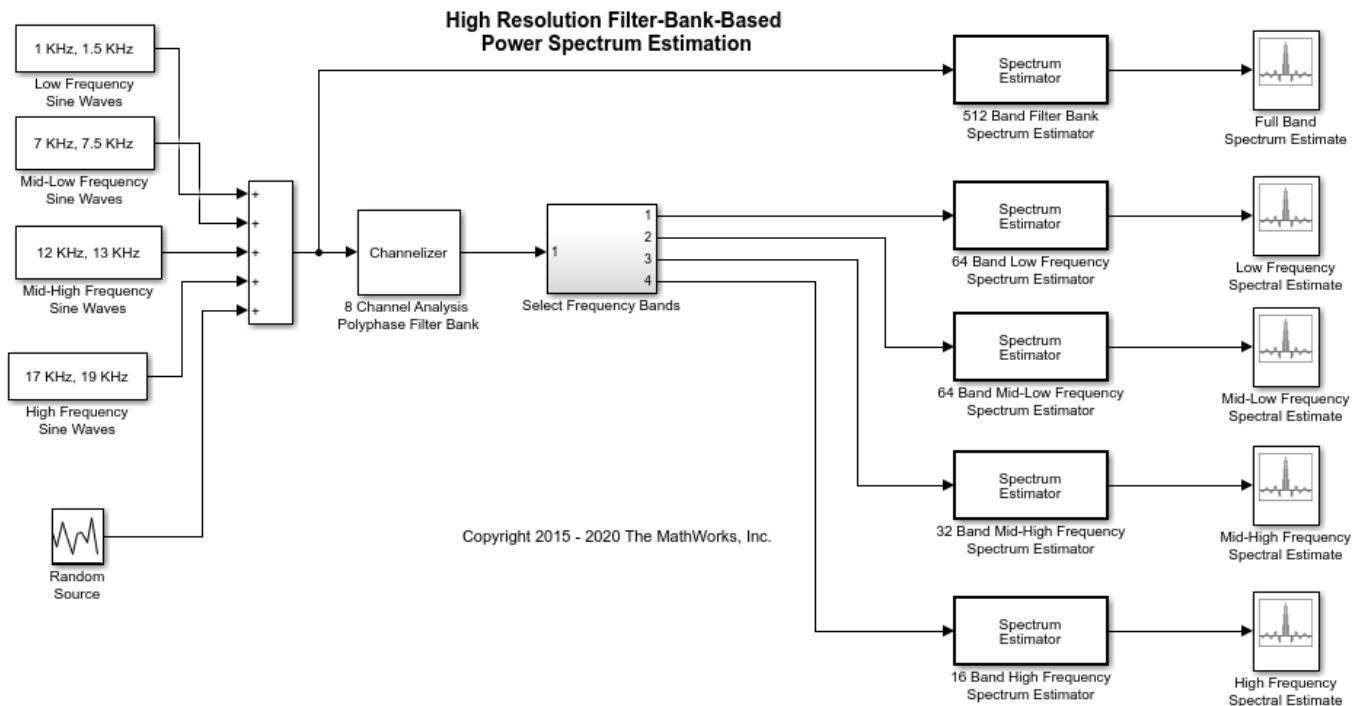 High Resolution Filter-Bank-Based
Power Spectrum Estimation
1 KHz, 1.5 KHz
Low Frequency
Sine Waves
7 KHz, 7.5 KHz
Mid-Low Frequency
Sine Waves
12 KHz, 13 KHz
Mid-High Frequency
Sine Waves
17 KHz, 19 KHz
High Frequency
Sine Waves
Random
Source
+
+
+
+
+
Channelizer
8 Channel Analysis
Polyphase Filter Bank
1
1
2
3
4
Select Frequency Bands
Spectrum
Estimator
512 Band Filter Bank
Spectrum Estimator
Full Band
Spectrum Estimate
Spectrum
Estimator
64 Band Low Frequency
Spectrum Estimator
Low Frequency
Spectral Estimate
Spectrum
Estimator
64 Band Mid-Low Frequency
Spectrum Estimator
Mid-Low Frequency
Spectral Estimate
Spectrum
Estimator
32 Band Mid-High Frequency
Spectrum Estimator
Mid-High Frequency
Spectral Estimate
Spectrum
Estimator
16 Band High Frequency
Spectrum Estimator
High Frequency
Spectral Estimate
Copyright 2015 - 2020 The MathWorks, Inc.